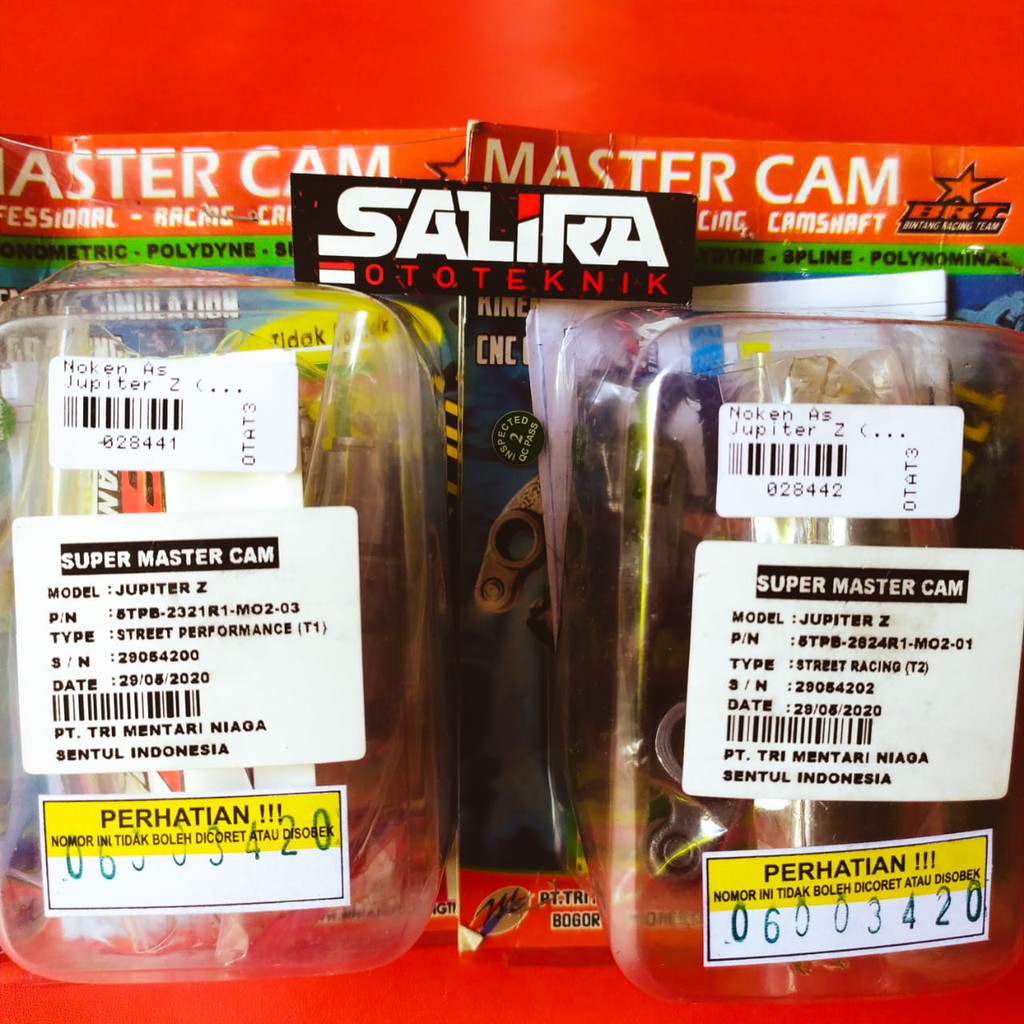 MASTER CAM
SALIRA
OTOTEKNIK
POLYDYNE
Tidak
Noken As
Jupiter Z (...
028441
OTAT3
SUPER MASTER CAM
MODEL : JUPITER Z
P/N : 5TPB-2321R1-MO2-03
TYPE : STREET PERFORMANCE (T1)
S / N : 29054200
DATE : 29/05/2020
PT. TRI MENTARI NIAGA
SENTUL INDONESIA
PERHATIAN !!!
NOMOR INI TIDAK BOLEH DICORET ATAU DISOBEK
06003420
MASTER CAM
CAMSHAFT
BRT
BINTANG RACING TEAM
SPLINE - POLYNOMINAL
CNC
INSPECTED
2
QC PASS
Noken As
Jupiter Z (...
028442
OTAT3
SUPER MASTER CAM
MODEL : JUPITER Z
P/N : 5TPB-2824R1-MO2-01
TYPE : STREET RACING (T2)
S / N : 29054202
DATE : 29/05/2020
PT. TRI MENTARI NIAGA
SENTUL INDONESIA
PERHATIAN !!!
NOMOR INI TIDAK BOLEH DICORET ATAU DISOBEK
06003420
PT.TRI
BOGOR